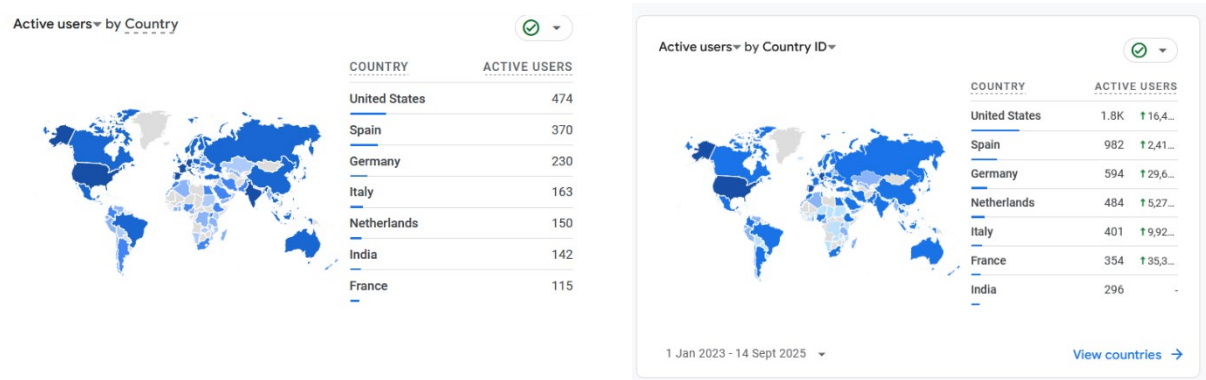 Active users by Country
COUNTRY ACTIVE USERS
United States 474
Spain 370
Germany 230
Italy 163
Netherlands 150
India 142
France 115
Active users by Country ID
COUNTRY ACTIVE USERS
United States 1.8K ↑ 16,4...
Spain 982 ↑ 2,41...
Germany 594 ↑ 29,6...
Netherlands 484 ↑ 5,27...
Italy 401 ↑ 9,92...
France 354 ↑ 35,3...
India 296 -
1 Jan 2023 - 14 Sept 2025
View countries →